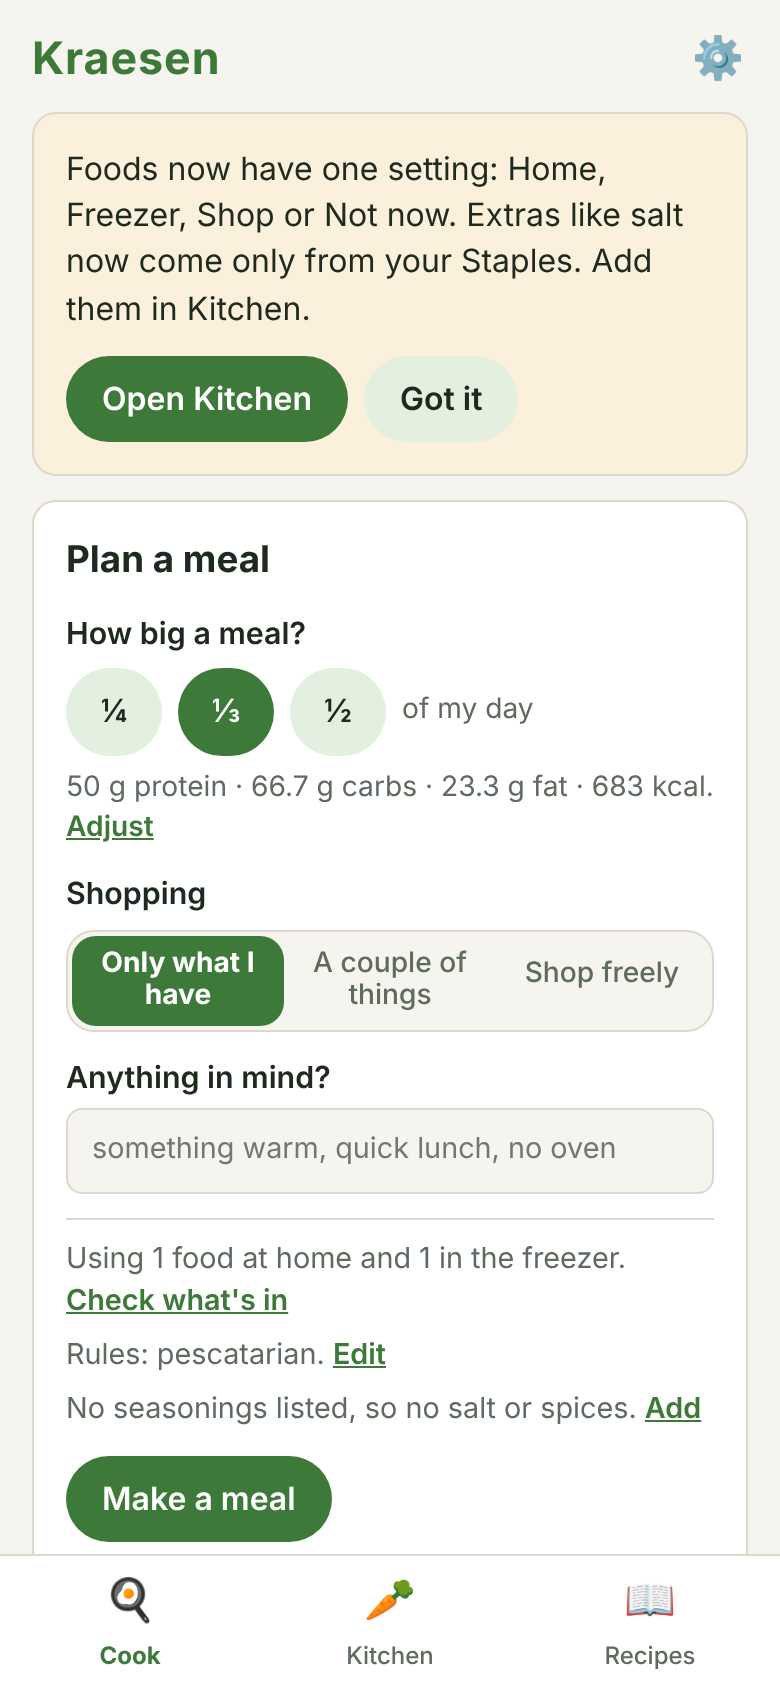 Kraesen
Foods now have one setting: Home,
Freezer, Shop or Not now. Extras like salt
now come only from your Staples. Add
them in Kitchen.
Open Kitchen
Got it
Plan a meal
How big a meal?
¼
⅓
½
of my day
50 g protein · 66.7 g carbs · 23.3 g fat · 683 kcal.
Adjust
Shopping
Only what I
have
A couple of
things
Shop freely
Anything in mind?
something warm, quick lunch, no oven
Using 1 food at home and 1 in the freezer.
Check what's in
Rules: pescatarian. Edit
No seasonings listed, so no salt or spices. Add
Make a meal
Cook
Kitchen
Recipes